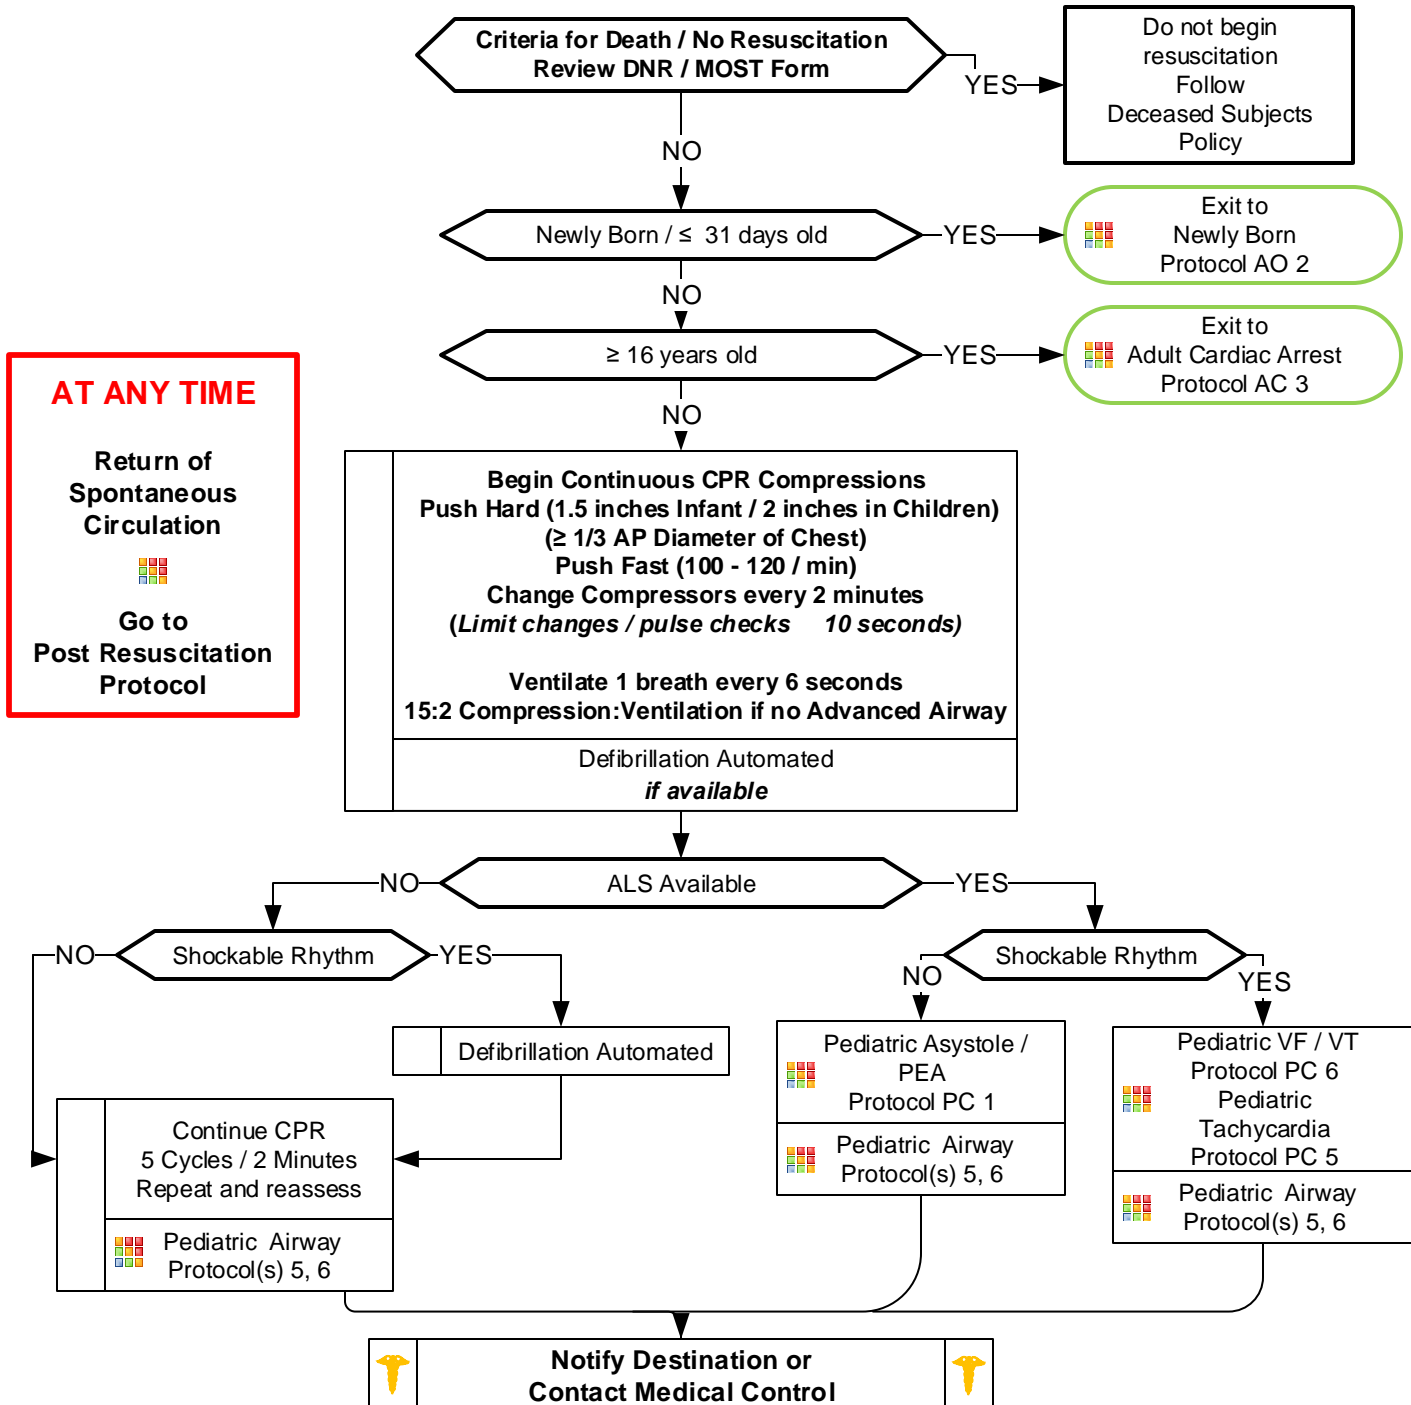 Criteria for Death / No Resuscitation
Review DNR / MOST Form
YES
Do not begin
resuscitation
Follow
Deceased Subjects
Policy
NO
Newly Born / ≤ 31 days old
YES
Exit to
Newly Born
Protocol AO 2
NO
≥ 16 years old
YES
Exit to
Adult Cardiac Arrest
Protocol AC 3
NO
AT ANY TIME
Return of
Spontaneous
Circulation
Go to
Post Resuscitation
Protocol
Begin Continuous CPR Compressions
Push Hard (1.5 inches Infant / 2 inches in Children)
(≥ 1/3 AP Diameter of Chest)
Push Fast (100 - 120 / min)
Change Compressors every 2 minutes
(Limit changes / pulse checks 10 seconds)
Ventilate 1 breath every 6 seconds
15:2 Compression:Ventilation if no Advanced Airway
Defibrillation Automated
if available
NO
ALS Available
YES
NO
Shockable Rhythm
YES
Shockable Rhythm
NO
YES
Defibrillation Automated
Pediatric Asystole /
PEA
Protocol PC 1
Pediatric Airway
Protocol(s) 5, 6
Pediatric VF / VT
Protocol PC 6
Pediatric
Tachycardia
Protocol PC 5
Pediatric Airway
Protocol(s) 5, 6
Continue CPR
5 Cycles / 2 Minutes
Repeat and reassess
Pediatric Airway
Protocol(s) 5, 6
Notify Destination or
Contact Medical Control